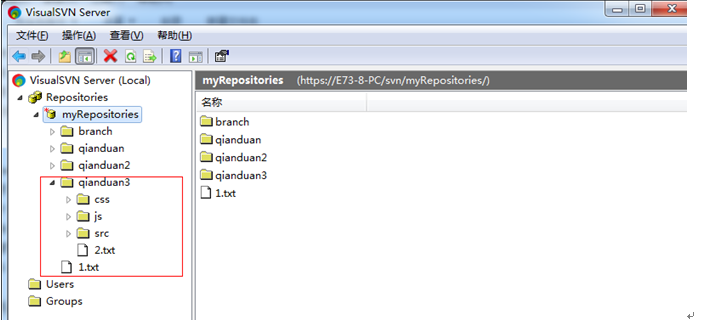 VisualSVN Server
文件(F) 操作(A) 查看(V) 帮助(H)
VisualSVN Server (Local)
Repositories
myRepositories
branch
qianduan
qianduan2
qianduan3
css
js
src
2.txt
1.txt
Users
Groups
myRepositories (https://E73-8-PC/svn/myRepositories/)
名称
branch
qianduan
qianduan2
qianduan3
1.txt